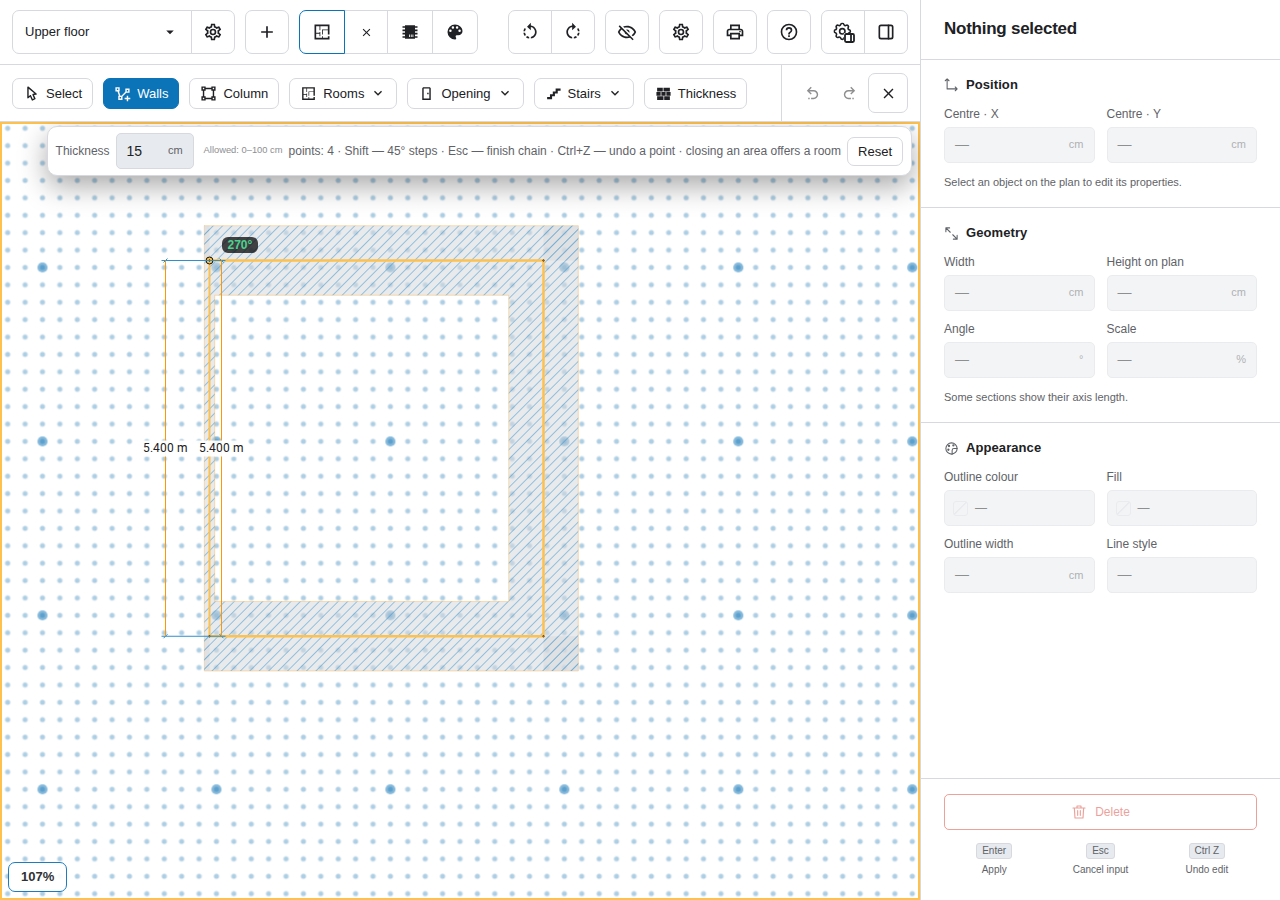 Upper floor
Nothing selected
Select
Walls
Column
Rooms
Opening
Stairs
Thickness
Thickness
15
cm
Allowed: 0–100 cm
points: 4 · Shift — 45° steps · Esc — finish chain · Ctrl+Z — undo a point · closing an area offers a room
Reset
270°
5.400 m
5.400 m
107%
Position
Centre · X
Centre · Y
— cm
— cm
Select an object on the plan to edit its properties.
Geometry
Width
Height on plan
— cm
— cm
Angle
Scale
— °
— %
Some sections show their axis length.
Appearance
Outline colour
Fill
—
—
Outline width
Line style
— cm
—
Delete
Enter
Esc
Ctrl Z
Apply
Cancel input
Undo edit